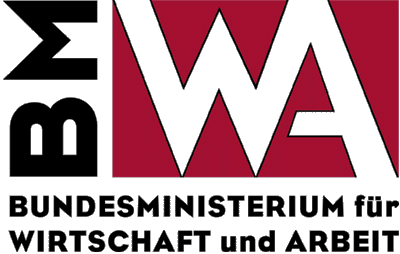 BM
WA
BUNDESMINISTERIUM für
WIRTSCHAFT und ARBEIT